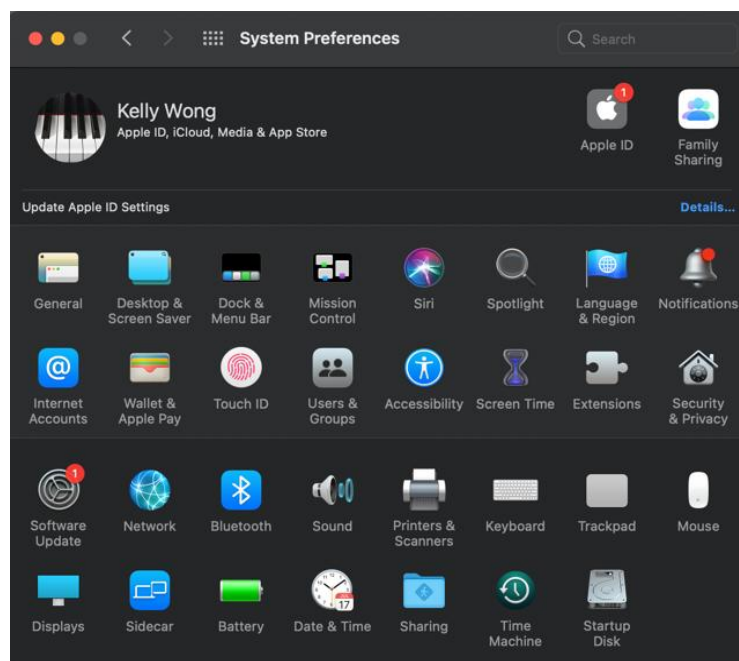 System Preferences
Search
Kelly Wong
Apple ID, iCloud, Media & App Store
1
Apple ID
Family
Sharing
Update Apple ID Settings
Details...
General
Desktop &
Screen Saver
Dock &
Menu Bar
Mission
Control
Siri
Spotlight
Language
& Region
Notifications
Internet
Accounts
Wallet &
Apple Pay
Touch ID
Users &
Groups
Accessibility
Screen Time
Extensions
Security
& Privacy
1
Software
Update
Network
Bluetooth
Sound
Printers &
Scanners
Keyboard
Trackpad
Mouse
Displays
Sidecar
Battery
17
Date & Time
Sharing
Time
Machine
Startup
Disk